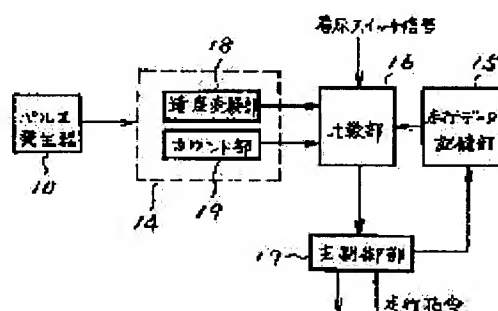 着床スイッチ信号
18
16
15
パルス
発生器
速度変換部
比較部
走行データ
記憶部
カウント部
10
14
19
17
主制御部
走行指令